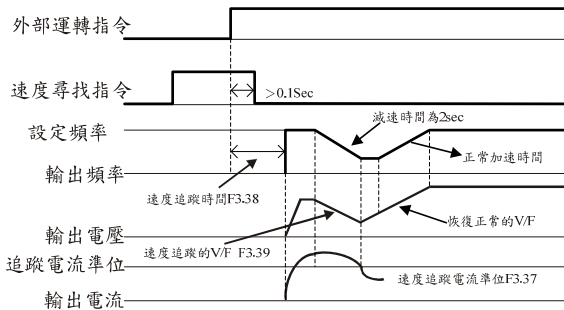 外部運轉指令
速度尋找指令
>0.1Sec
減速時間為2sec
設定頻率
正常加速時間
輸出頻率
速度追蹤時間F3.38
恢復正常的V/F
輸出電壓
速度追蹤的V/F F3.39
追蹤電流準位
速度追蹤電流準位F3.37
輸出電流